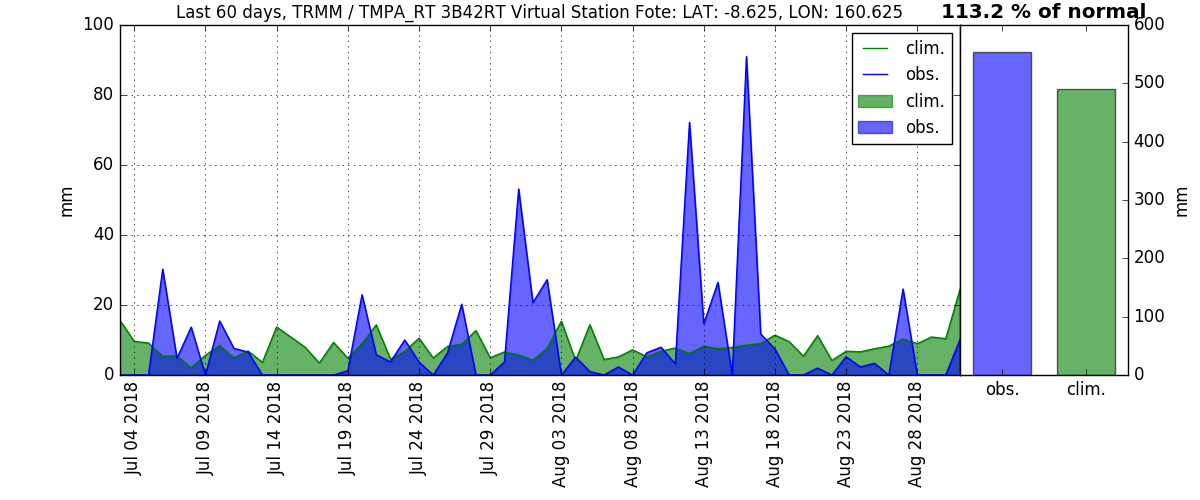 Last 60 days, TRMM / TMPA_RT 3B42RT Virtual Station Fote: LAT: -8.625, LON: 160.625
113.2 % of normal
100
80
60
40
20
0
mm
clim.
obs.
clim.
obs.
600
500
400
300
200
100
0
mm
Jul 04 2018
Jul 09 2018
Jul 14 2018
Jul 19 2018
Jul 24 2018
Jul 29 2018
Aug 03 2018
Aug 08 2018
Aug 13 2018
Aug 18 2018
Aug 23 2018
Aug 28 2018
obs.
clim.